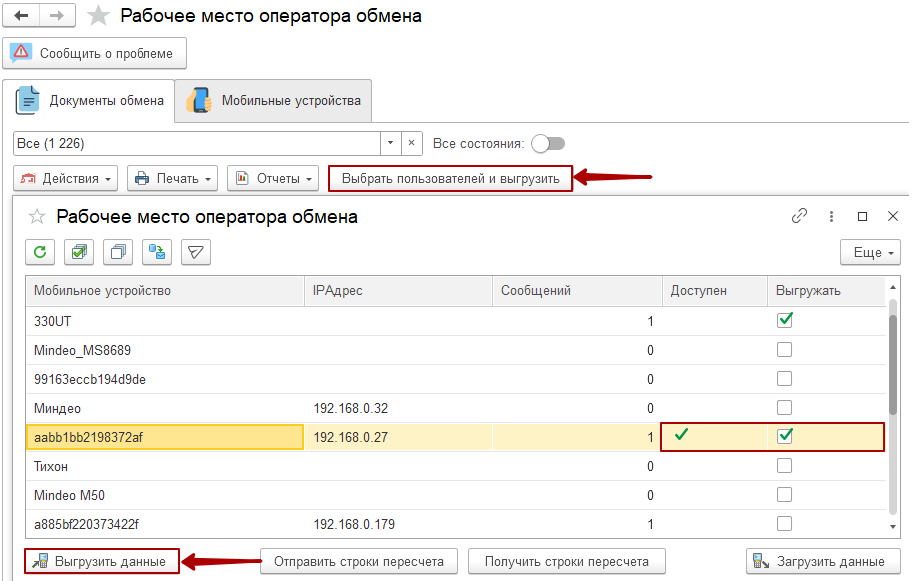 Рабочее место оператора обмена
Сообщить о проблеме
Документы обмена Мобильные устройства
Все (1 226) Все состояния:
Действия Печать Отчеты Выбрать пользователей и выгрузить
Рабочее место оператора обмена
Еще
Мобильное устройство IPАдрес Сообщений Доступен Выгружать
330UT 1
Mindeo_MS8689 0
99163eccb194d9de 0
Миндео 192.168.0.32 0
aabb1bb2198372af 192.168.0.27 1
Тихон 0
Mindeo M50 0
a885bf220373422f 192.168.0.179 1
Выгрузить данные Отправить строки пересчета Получить строки пересчета Загрузить данные